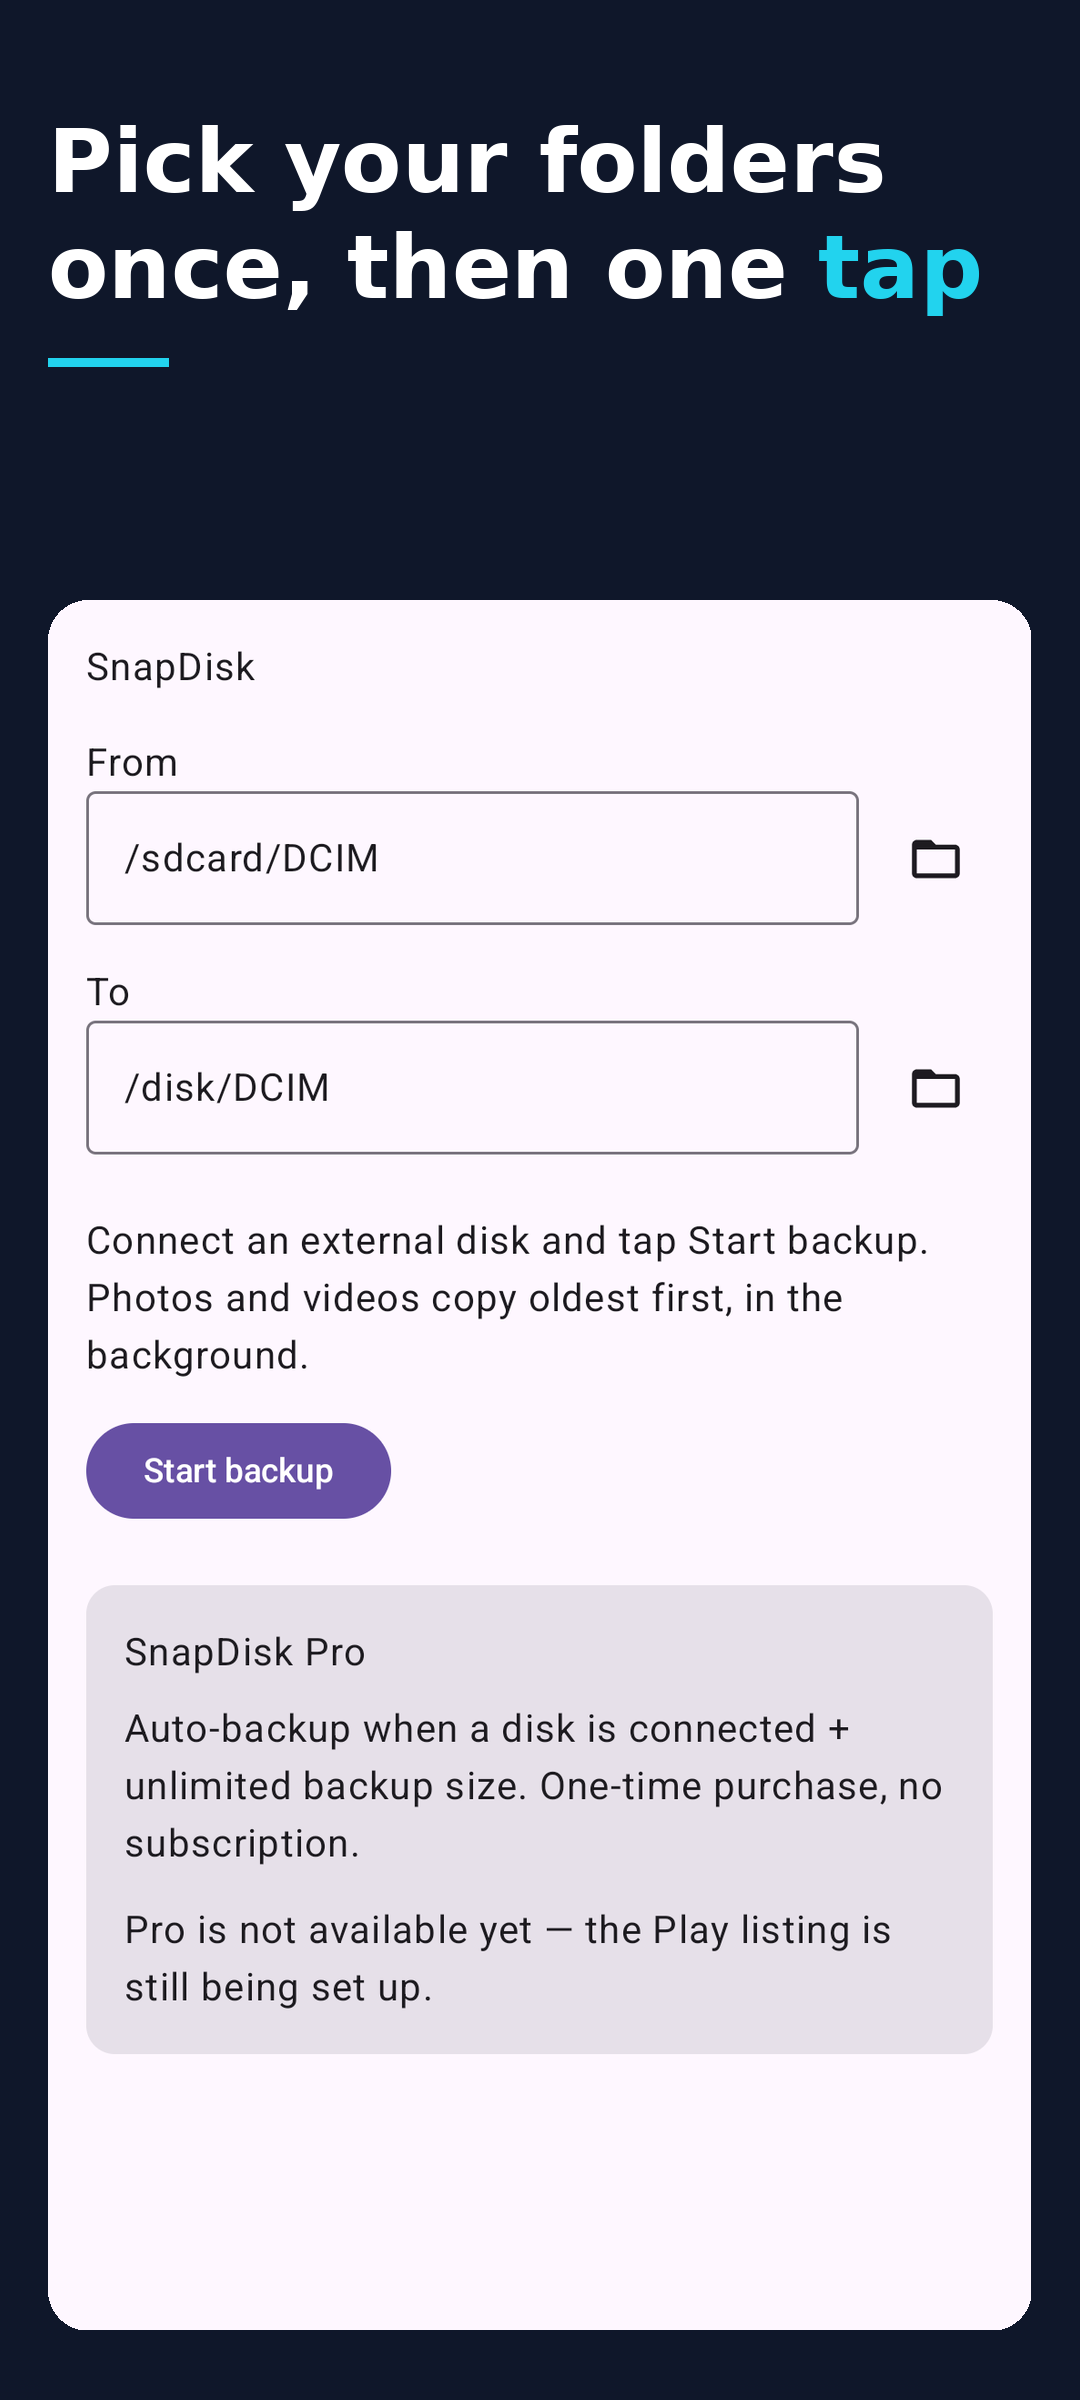 Pick your folders
once, then one tap
SnapDisk
From
/sdcard/DCIM
To
/disk/DCIM
Connect an external disk and tap Start backup.
Photos and videos copy oldest first, in the
background.
Start backup
SnapDisk Pro
Auto-backup when a disk is connected +
unlimited backup size. One-time purchase, no
subscription.
Pro is not available yet — the Play listing is
still being set up.